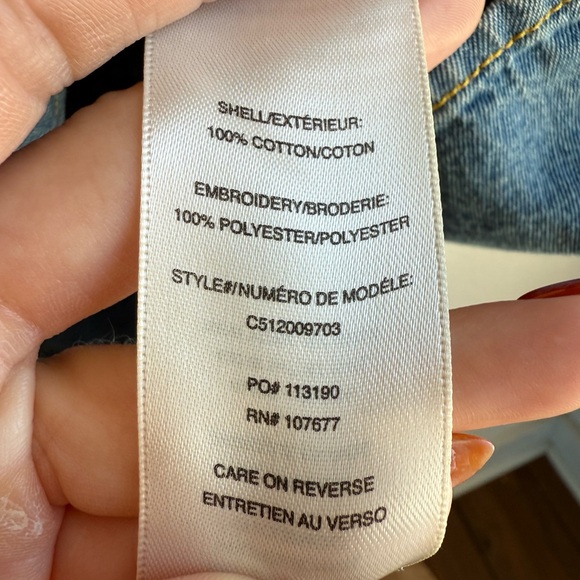 SHELL/EXTÉRIEUR:
100% COTTON/COTON
EMBROIDERY/BRODERIE:
100% POLYESTER/POLYESTER
STYLE#/NUMÉRO DE MODÉLE:
C512009703
PO# 113190
RN# 107677
CARE ON REVERSE
ENTRETIEN AU VERSO